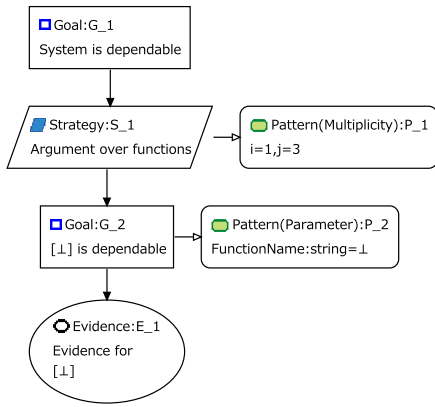 Goal:G_1
System is dependable
Strategy:S_1
Argument over functions
Pattern(Multiplicity):P_1
i=1,j=3
Goal:G_2
[⊥] is dependable
Pattern(Parameter):P_2
FunctionName:string=⊥
Evidence:E_1
Evidence for
[⊥]